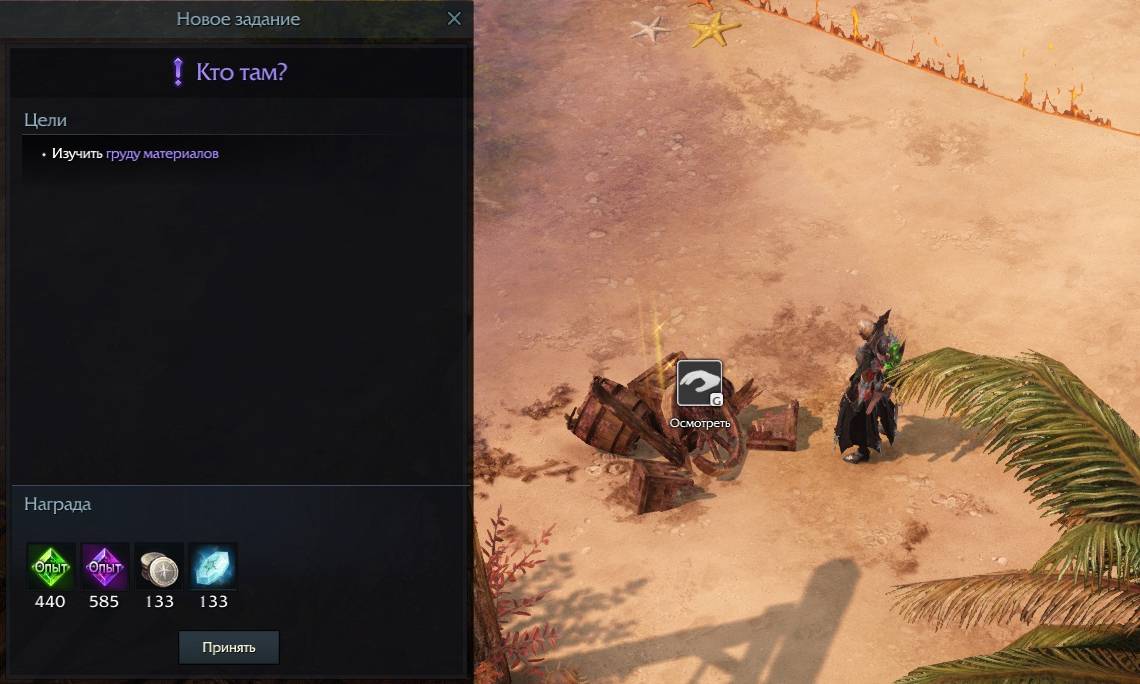 Новое задание
Кто там?
Цели
• Изучить груду материалов
G
Осмотреть
Награда
Опыт Опыт
440 585 133 133
Принять